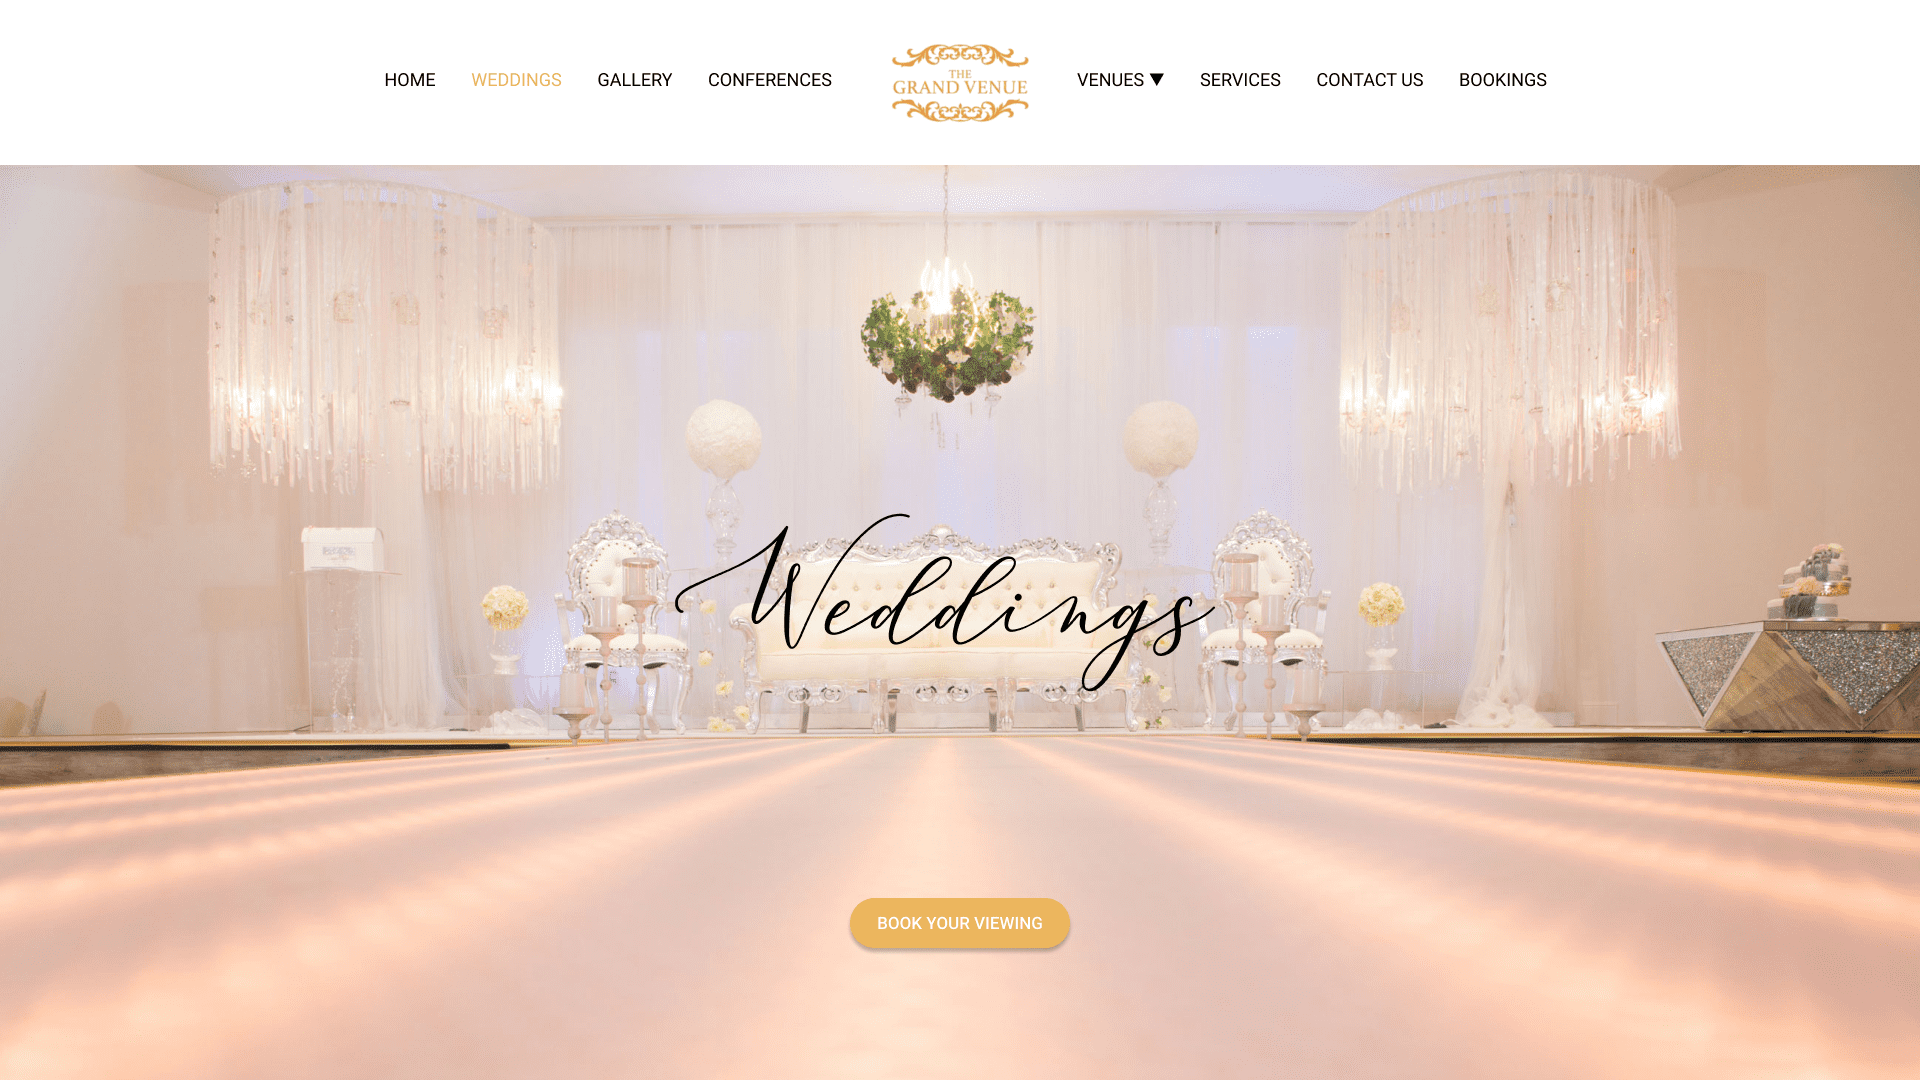 HOME WEDDINGS GALLERY CONFERENCES
THE
GRAND VENUE
VENUES ▼ SERVICES CONTACT US BOOKINGS
Weddings
BOOK YOUR VIEWING